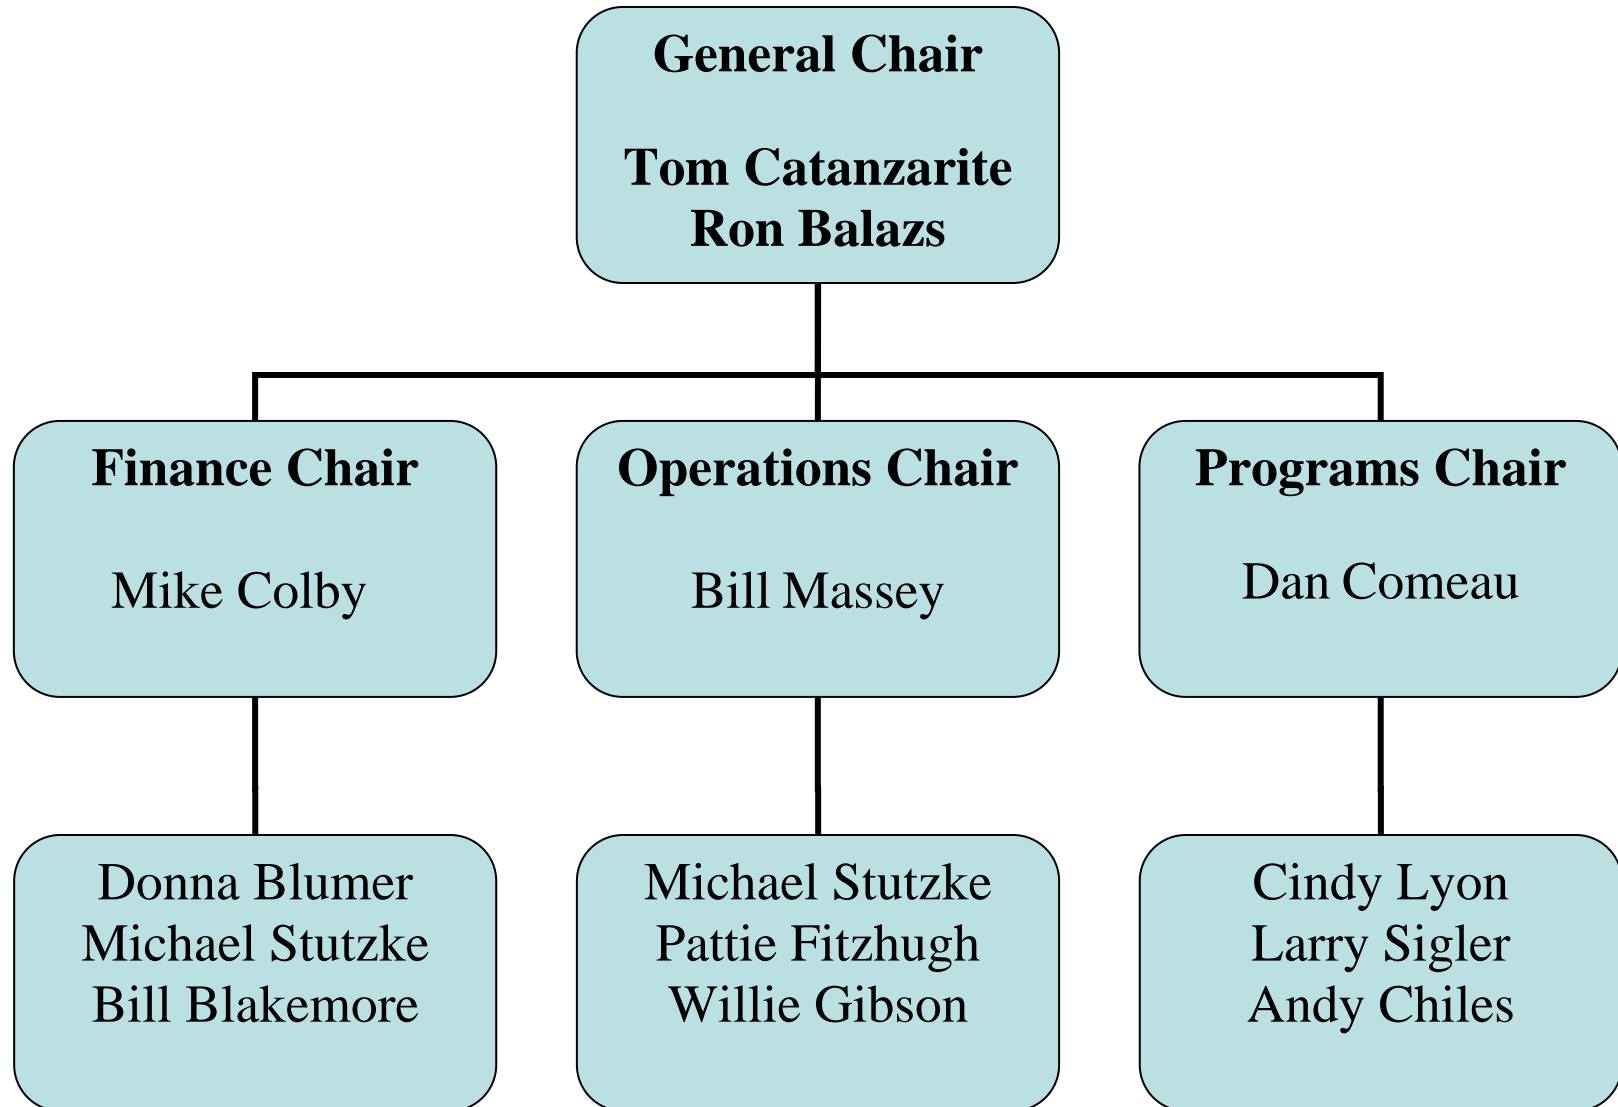 General Chair
Tom Catanzarite
Ron Balazs
Finance Chair
Mike Colby
Operations Chair
Bill Massey
Programs Chair
Dan Comeau
Donna Blumer
Michael Stutzke
Bill Blakemore
Michael Stutzke
Pattie Fitzhugh
Willie Gibson
Cindy Lyon
Larry Sigler
Andy Chiles